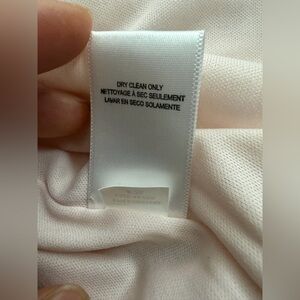 DRY CLEAN ONLY
NETTOYAGE À SEC SEULEMENT
LAVAR EN SECO SOLAMENTE